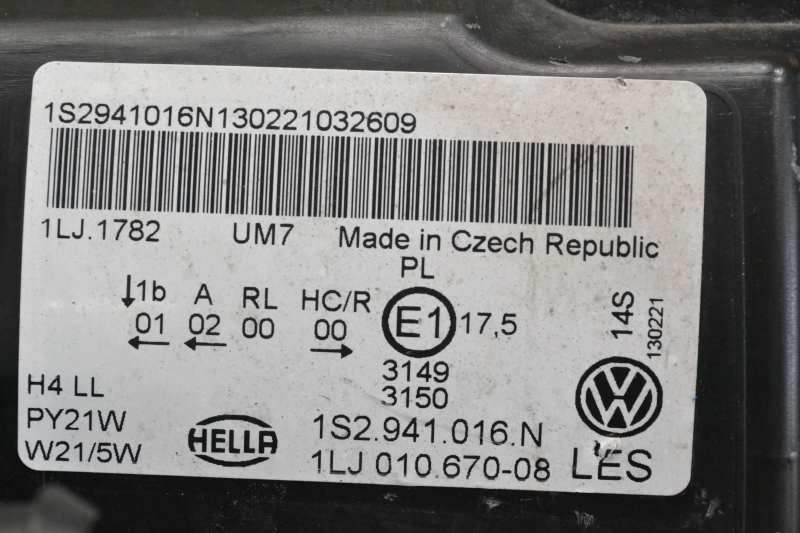 1S2941016N130221032609
1LJ.1782 UM7 Made in Czech Republic
PL
↓1b A RL HC/R
01 02 00 00 E1 17,5
← ← →
3149
3150
14S
130221
H4 LL
PY21W
W21/5W
HELLA
1S2.941.016.N
1LJ 010.670-08
VW
LES